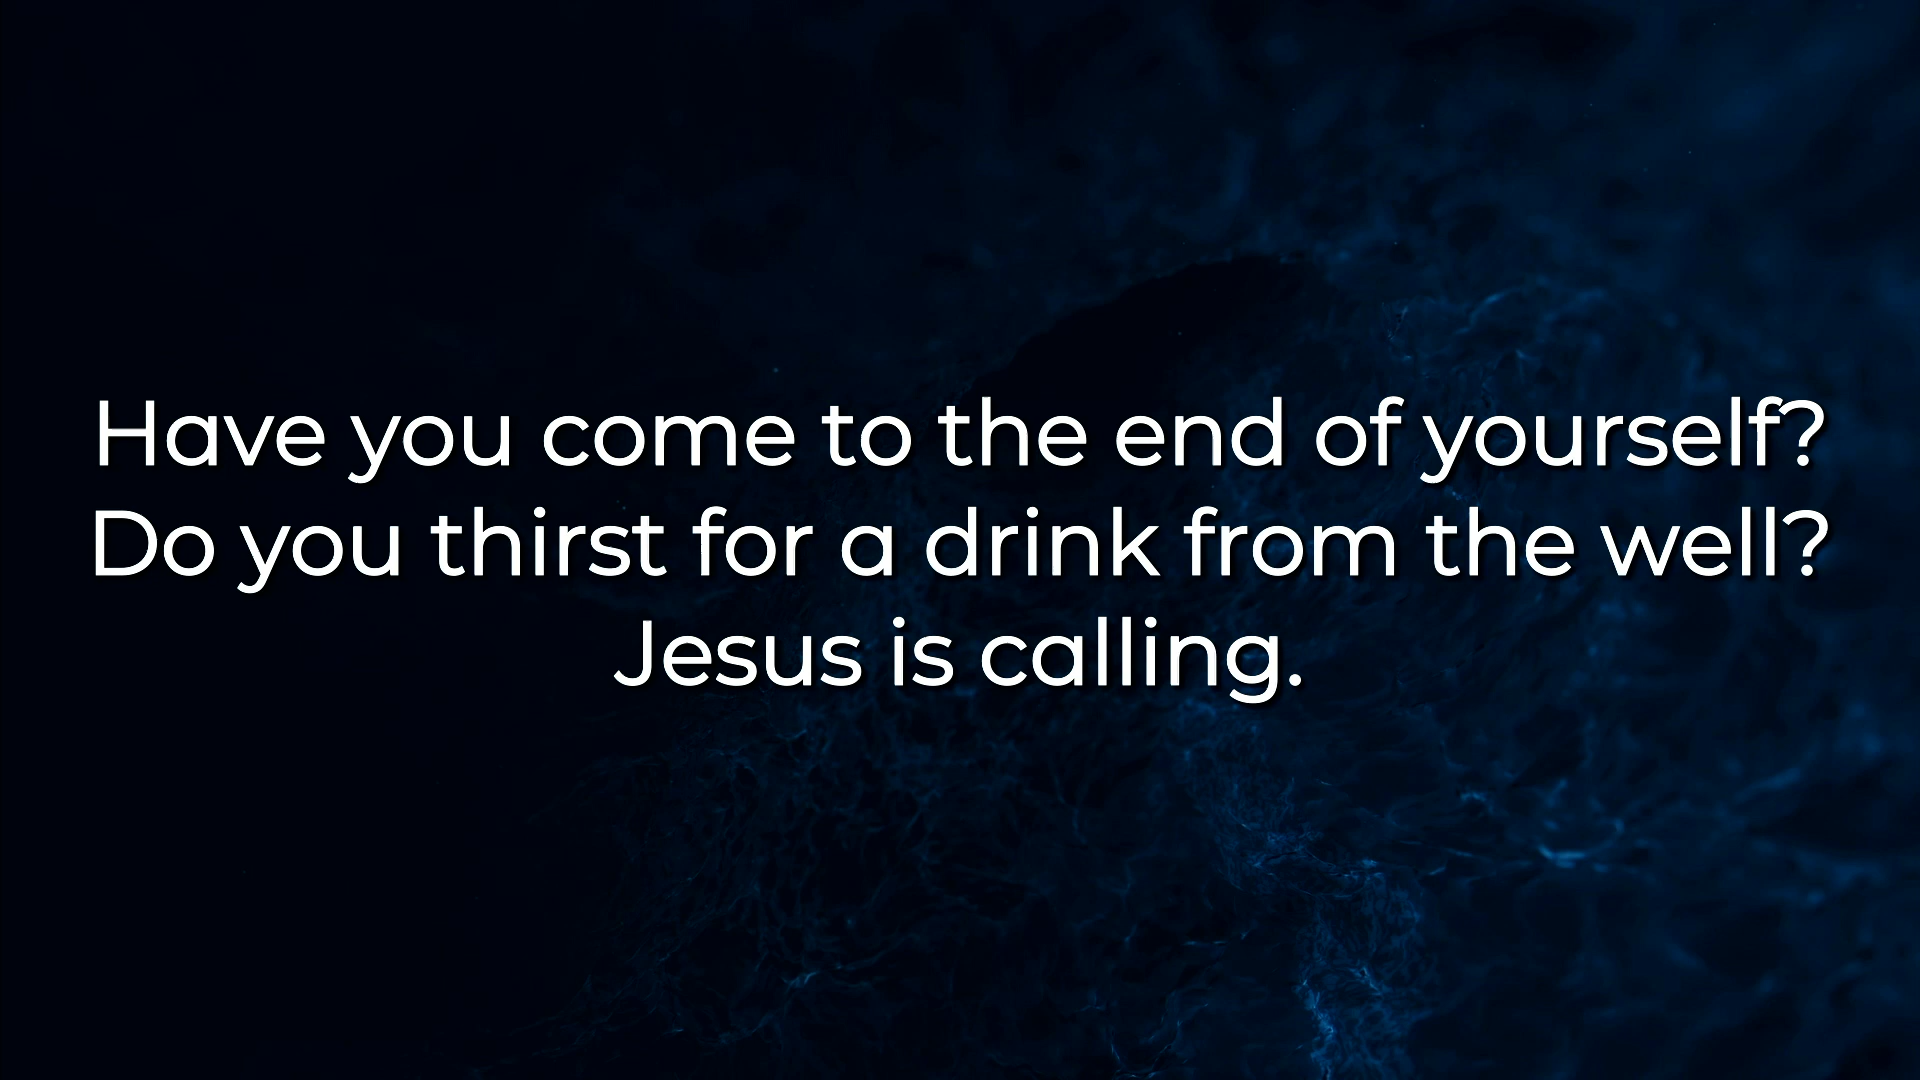 Have you come to the end of yourself?
Do you thirst for a drink from the well?
Jesus is calling.